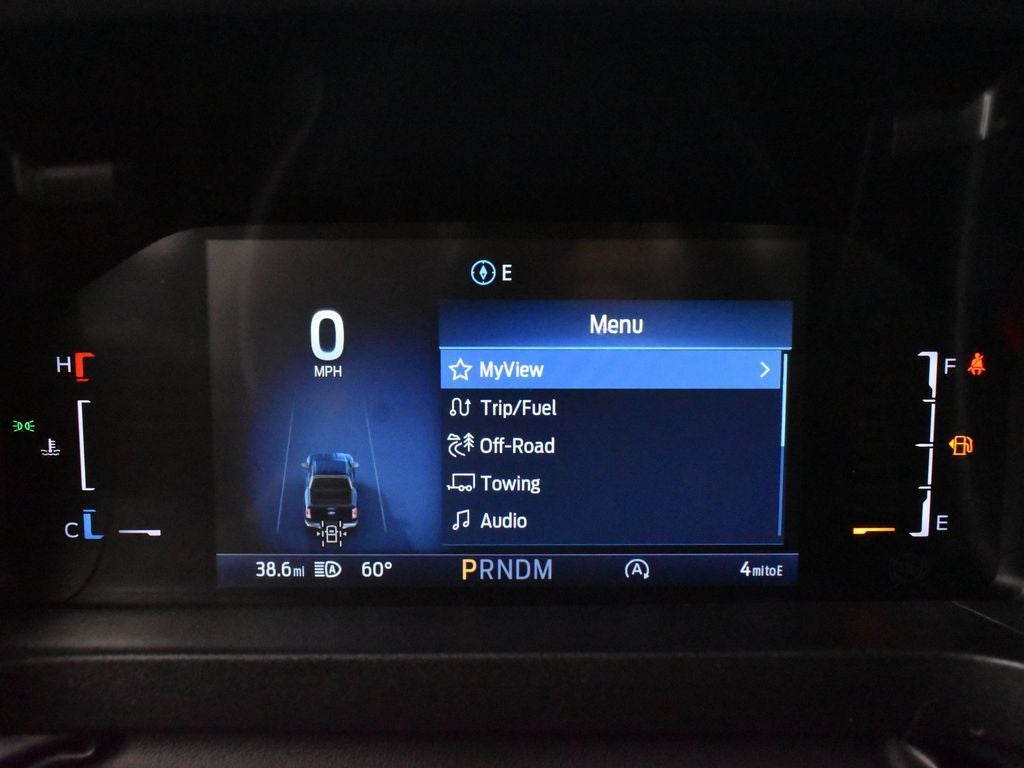 E
0
MPH
Menu
MyView
Trip/Fuel
Off-Road
Towing
Audio
H
C
F
E
38.6mi
A
60°
PRNDM
A
4mitoE